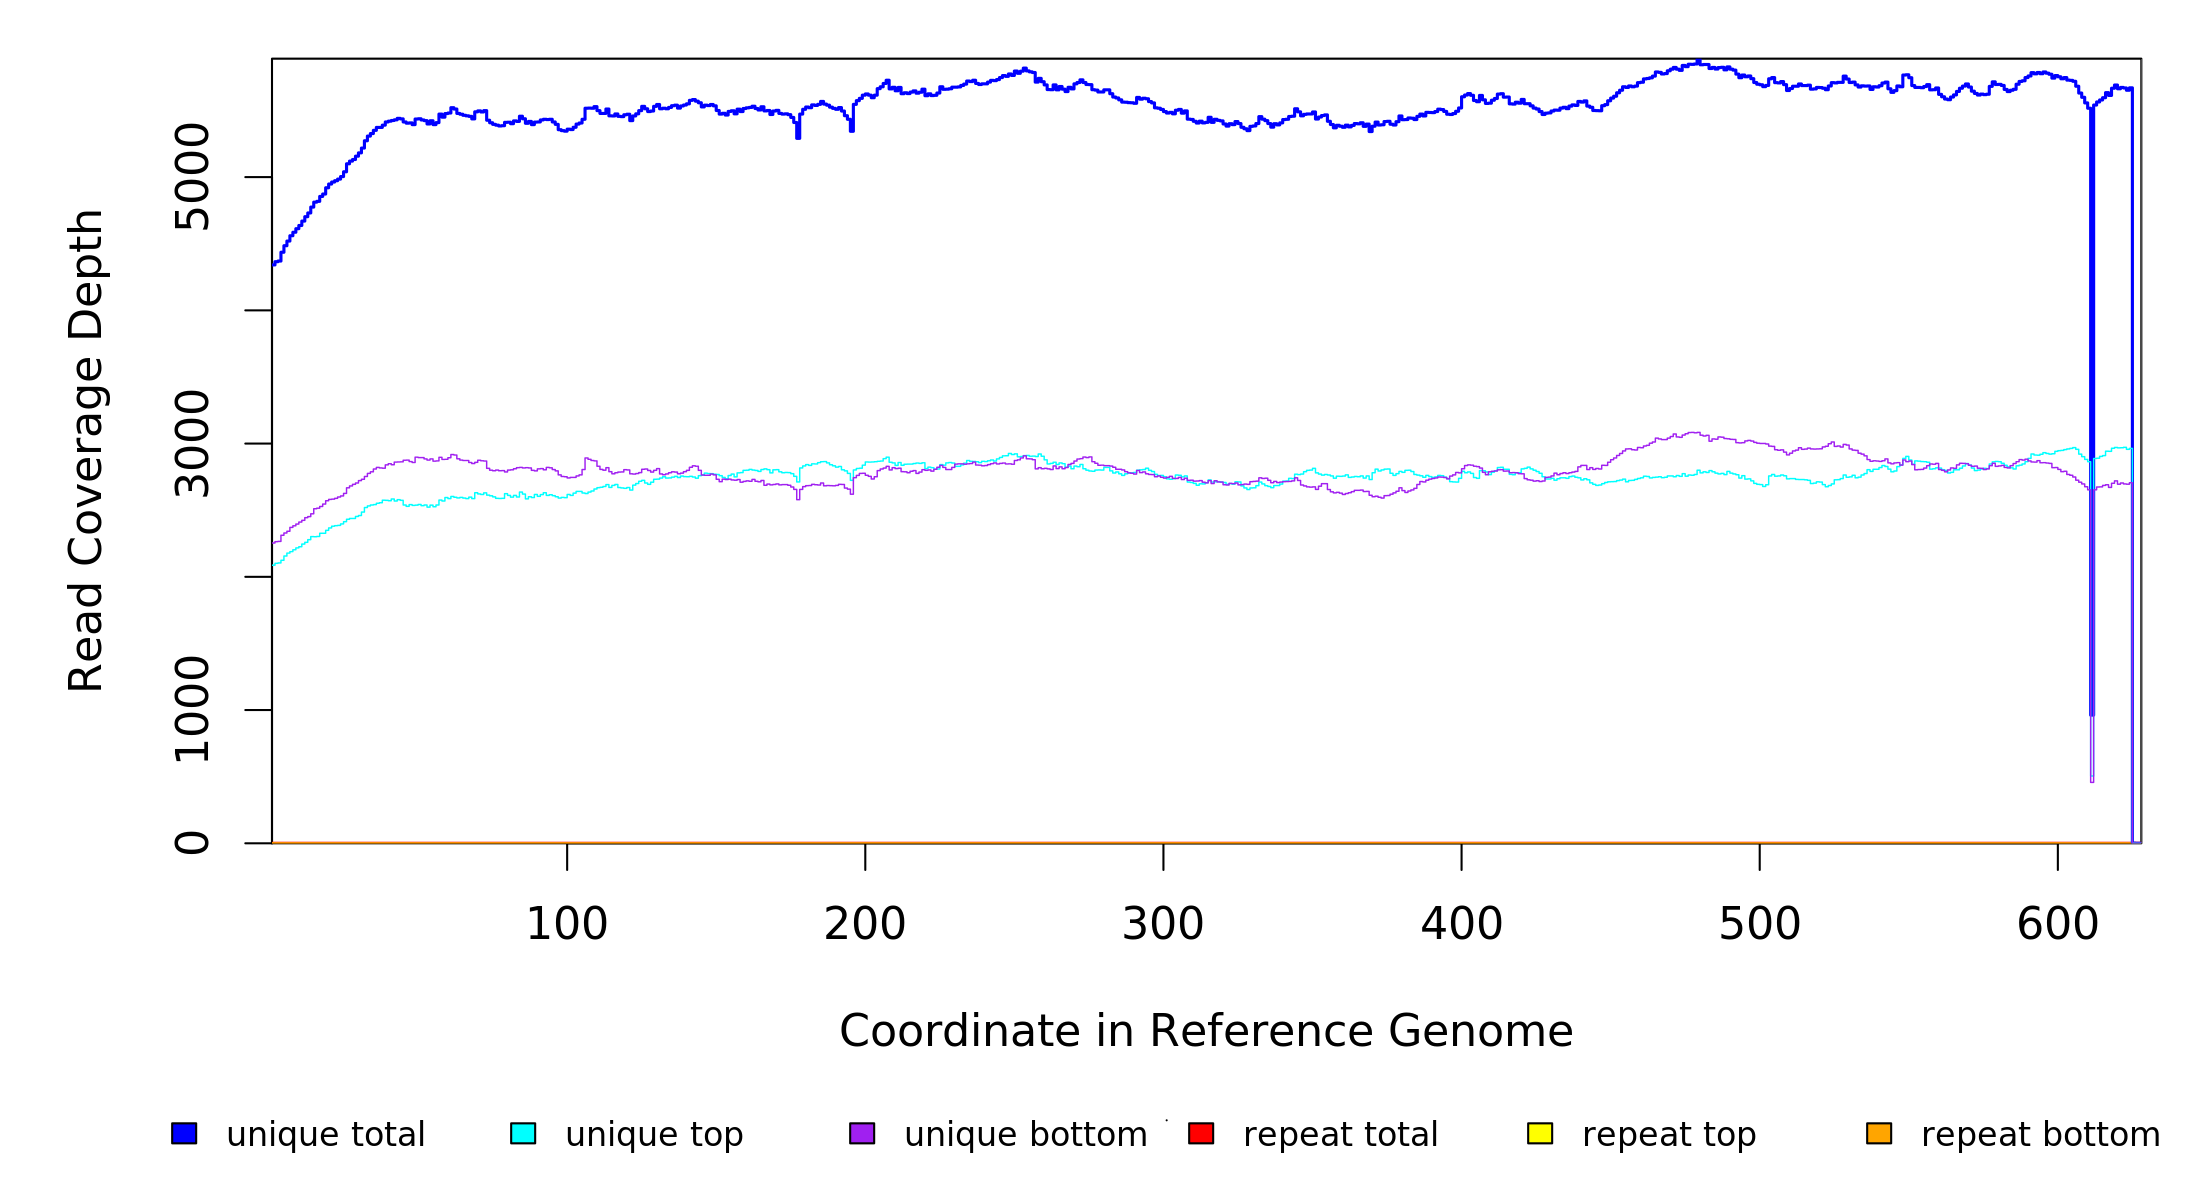 Read Coverage Depth
5000
3000
1000
0
100 200 300 400 500 600
Coordinate in Reference Genome
unique total unique top unique bottom repeat total repeat top repeat bottom